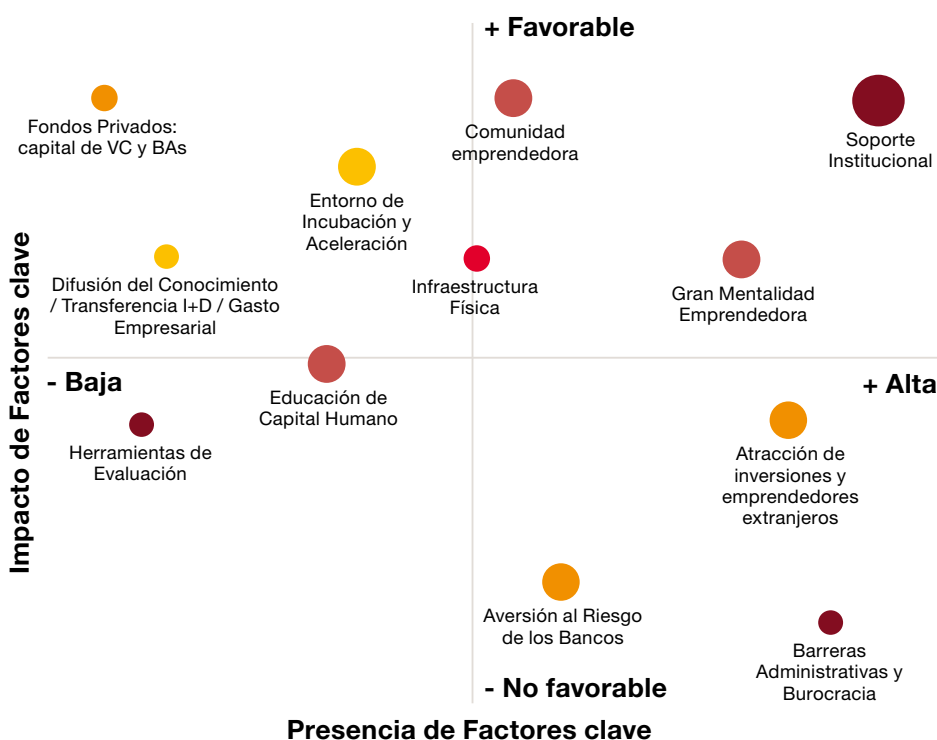 + Favorable
Fondos Privados:
capital de VC y BAs
Comunidad
emprendedora
Soporte
Institucional
Entorno de
Incubación y
Aceleración
Difusión del Conocimiento
/ Transferencia I+D / Gasto
Empresarial
Infraestructura
Física
Gran Mentalidad
Emprendedora
- Baja
+ Alta
Educación de
Capital Humano
Herramientas de
Evaluación
Atracción de
inversiones y
emprendedores
extranjeros
Aversión al Riesgo
de los Bancos
Barreras
Administrativas y
Burocracia
- No favorable
Impacto de Factores clave
Presencia de Factores clave